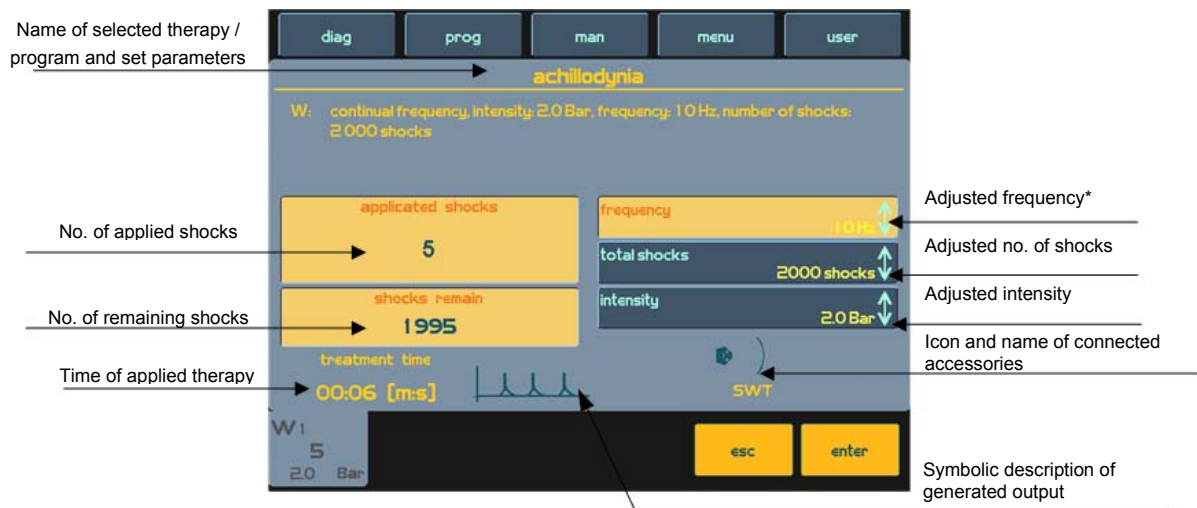 Name of selected therapy /
program and set parameters
diag prog man menu user
achillodynia
W: continual frequency, intensity: 2.0 Bar, frequency: 10 Hz, number of shocks:
2 000 shocks
applicated shocks
5
No. of applied shocks
shocks remain
1995
No. of remaining shocks
treatment time
00:06 [m:s]
Time of applied therapy
frequency
10 Hz
Adjusted frequency*
total shocks
2000 shocks
Adjusted no. of shocks
intensity
2.0 Bar
Adjusted intensity
Icon and name of connected
accessories
SWT
W1
5
2.0 Bar
esc enter
Symbolic description of
generated output